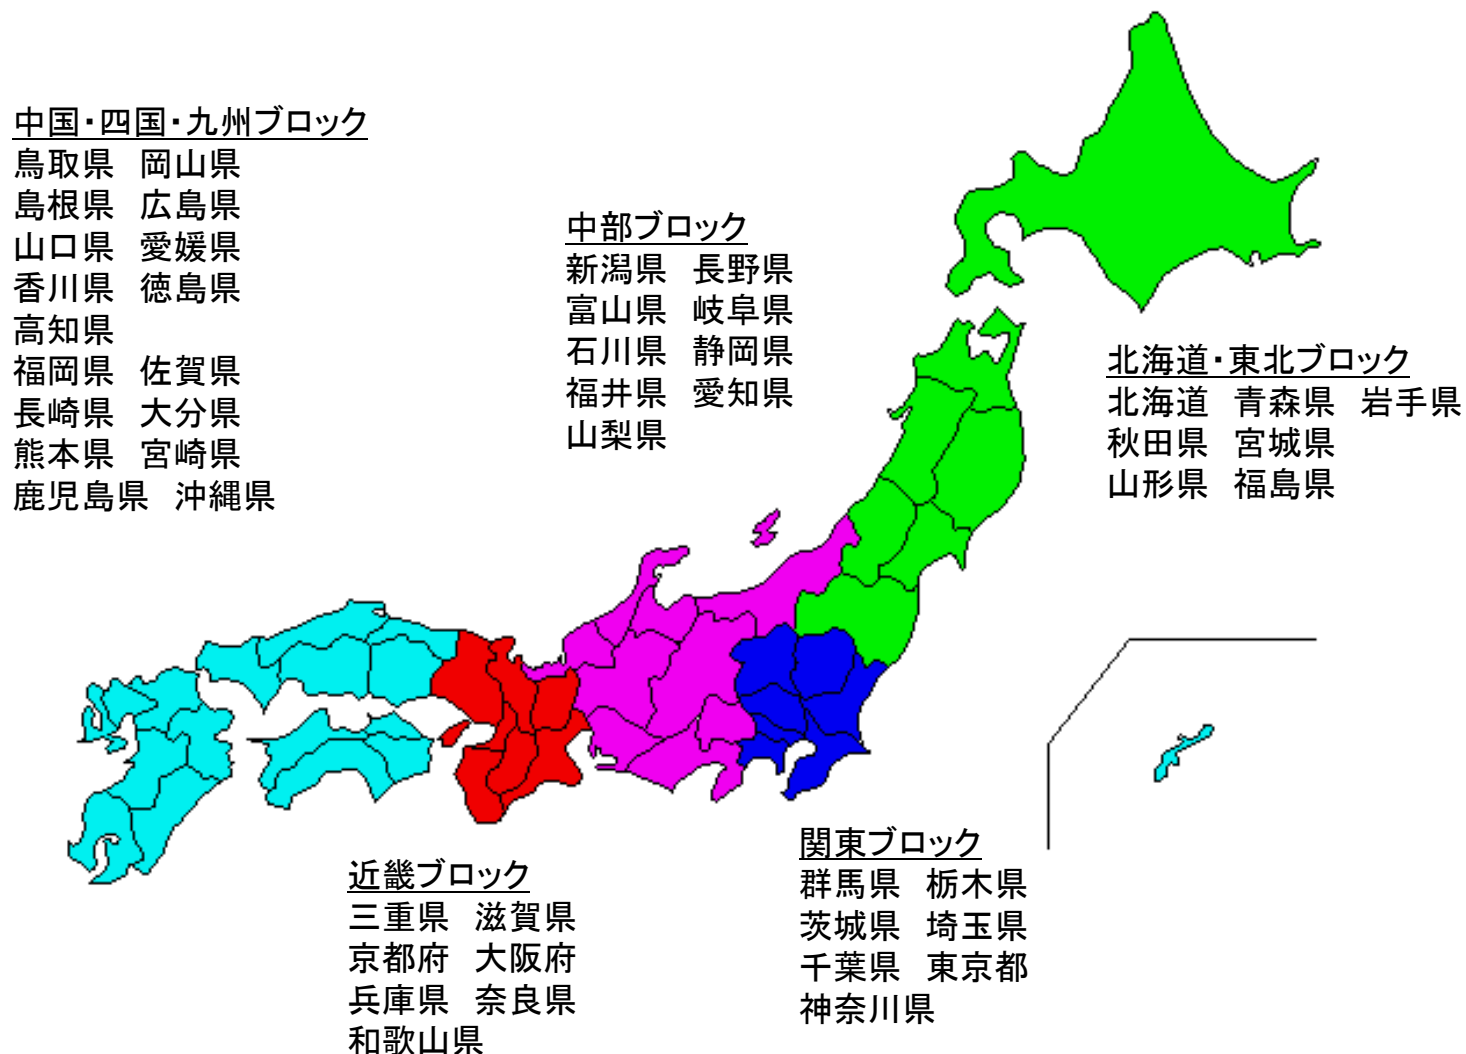 中国・四国・九州ブロック
鳥取県 岡山県
島根県 広島県
山口県 愛媛県
香川県 徳島県
高知県
福岡県 佐賀県
長崎県 大分県
熊本県 宮崎県
鹿児島県 沖縄県
中部ブロック
新潟県 長野県
富山県 岐阜県
石川県 静岡県
福井県 愛知県
山梨県
北海道・東北ブロック
北海道 青森県 岩手県
秋田県 宮城県
山形県 福島県
近畿ブロック
三重県 滋賀県
京都府 大阪府
兵庫県 奈良県
和歌山県
関東ブロック
群馬県 栃木県
茨城県 埼玉県
千葉県 東京都
神奈川県